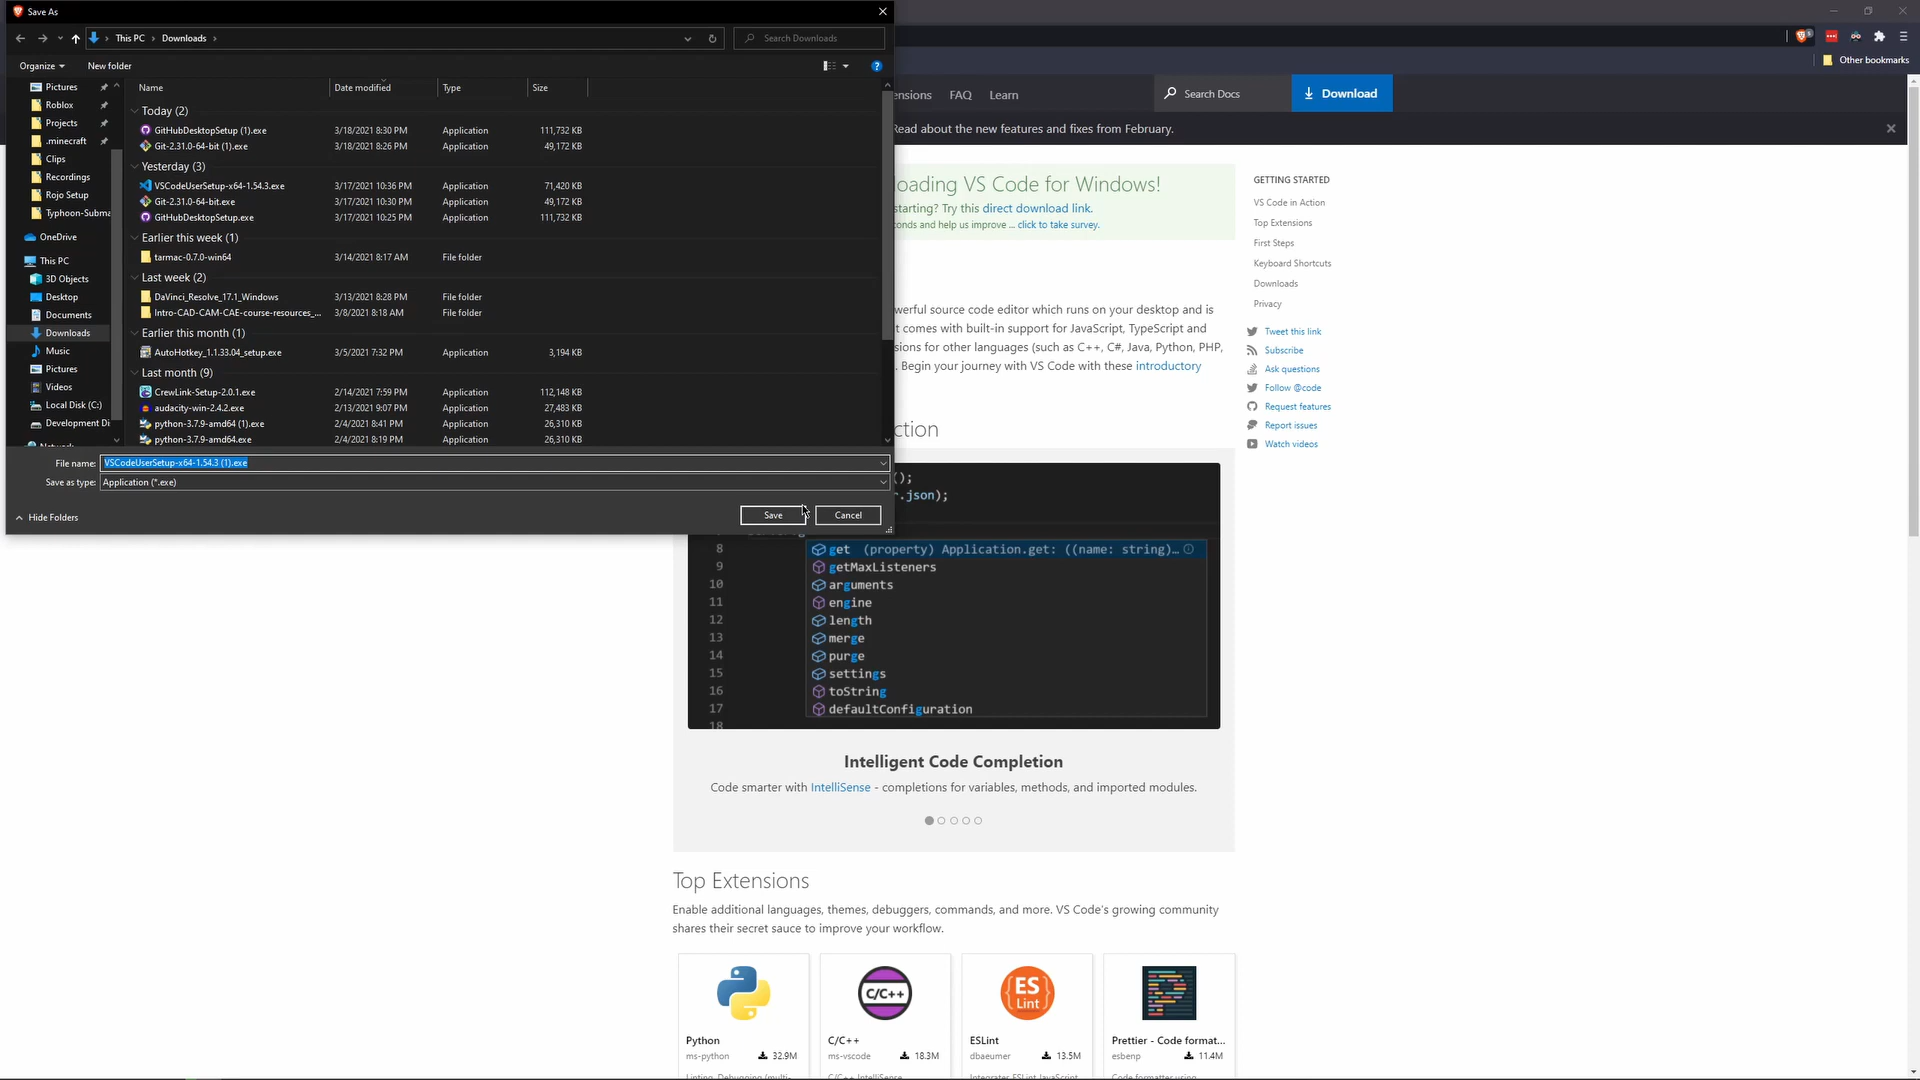 Save As
This PC
Downloads
Search Downloads
Organize
New folder
Name
Date modified
Type
Size
Pictures
Roblox
Projects
.minecraft
Clips
Recordings
Rojo Setup
Typhoon-Subma
OneDrive
This PC
3D Objects
Desktop
Documents
Downloads
Music
Pictures
Videos
Local Disk (C:)
Development Di
Today (2)
GitHubDesktopSetup (1).exe 3/18/2021 8:30 PM Application 111,732 KB
Git-2.31.0-64-bit (1).exe 3/18/2021 8:26 PM Application 49,172 KB
Yesterday (3)
VSCodeUserSetup-x64-1.54.3.exe 3/17/2021 10:36 PM Application 71,420 KB
Git-2.31.0-64-bit.exe 3/17/2021 10:30 PM Application 49,172 KB
GitHubDesktopSetup.exe 3/17/2021 10:25 PM Application 111,732 KB
Earlier this week (1)
tarmac-0.7.0-win64 3/14/2021 8:17 AM File folder
Last week (2)
DaVinci_Resolve_17.1_Windows 3/13/2021 8:28 PM File folder
Intro-CAD-CAM-CAE-course-resources_... 3/8/2021 8:18 AM File folder
Earlier this month (1)
AutoHotkey_1.1.33.04_setup.exe 3/5/2021 7:32 PM Application 3,194 KB
Last month (9)
CrewLink-Setup-2.0.1.exe 2/14/2021 7:59 PM Application 112,148 KB
audacity-win-2.4.2.exe 2/13/2021 9:07 PM Application 27,483 KB
python-3.7.9-amd64 (1).exe 2/4/2021 8:41 PM Application 26,310 KB
python-3.7.9-amd64.exe 2/4/2021 8:19 PM Application 26,310 KB
File name: VSCodeUserSetup-x64-1.54.3 (1).exe
Save as type: Application (*.exe)
Hide Folders
Save
Cancel
Other bookmarks
ensions
FAQ
Learn
Search Docs
Download
Read about the new features and fixes from February.
loading VS Code for Windows!
starting? Try this direct download link.
conds and help us improve ... click to take survey.
werful source code editor which runs on your desktop and is
t comes with built-in support for JavaScript, TypeScript and
sions for other languages (such as C++, C#, Java, Python, PHP,
. Begin your journey with VS Code with these introductory
ction
();
r.json);
8 get (property) Application.get: ((name: string)…
9 getMaxListeners
10 arguments
11 engine
12 length
13 merge
14 purge
15 settings
16 toString
17 defaultConfiguration
18
Intelligent Code Completion
Code smarter with IntelliSense - completions for variables, methods, and imported modules.
Top Extensions
Enable additional languages, themes, debuggers, commands, and more. VS Code's growing community
shares their secret sauce to improve your workflow.
C/C++
ES
Lint
Python
ms-python 32.9M
C/C++
ms-vscode 18.3M
ESLint
dbaeumer 13.5M
Prettier - Code format...
esbenp 11.4M
GETTING STARTED
VS Code in Action
Top Extensions
First Steps
Keyboard Shortcuts
Downloads
Privacy
Tweet this link
Subscribe
Ask questions
Follow @code
Request features
Report issues
Watch videos